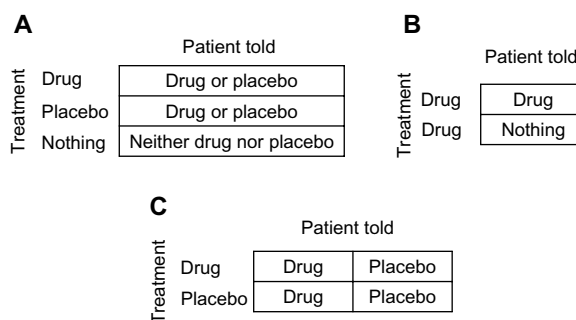 A
Patient told
Treatment
Drug Drug or placebo
Placebo Drug or placebo
Nothing Neither drug nor placebo
B
Patient told
Treatment
Drug Drug
Drug Nothing
C
Patient told
Treatment
Drug Drug Placebo
Placebo Drug Placebo